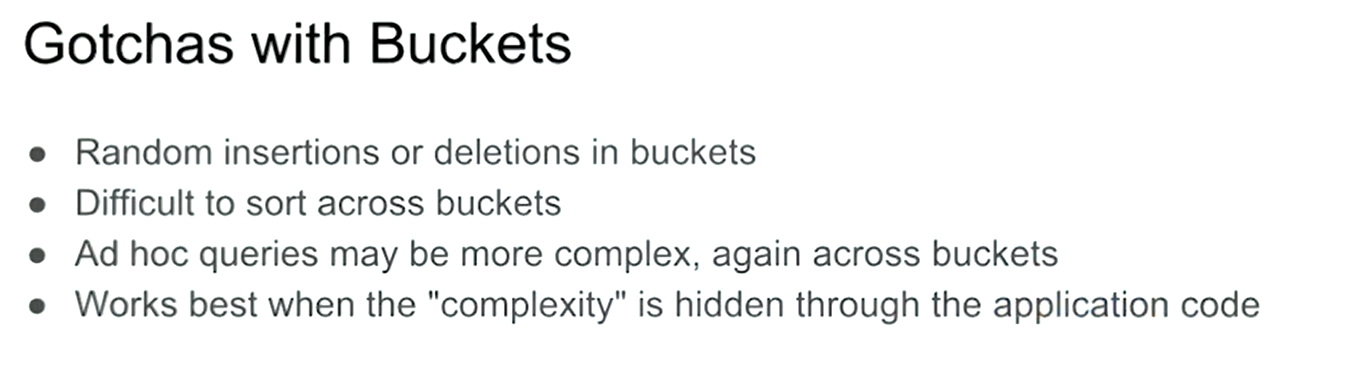 Gotchas with Buckets
● Random insertions or deletions in buckets
● Difficult to sort across buckets
● Ad hoc queries may be more complex, again across buckets
● Works best when the "complexity" is hidden through the application code